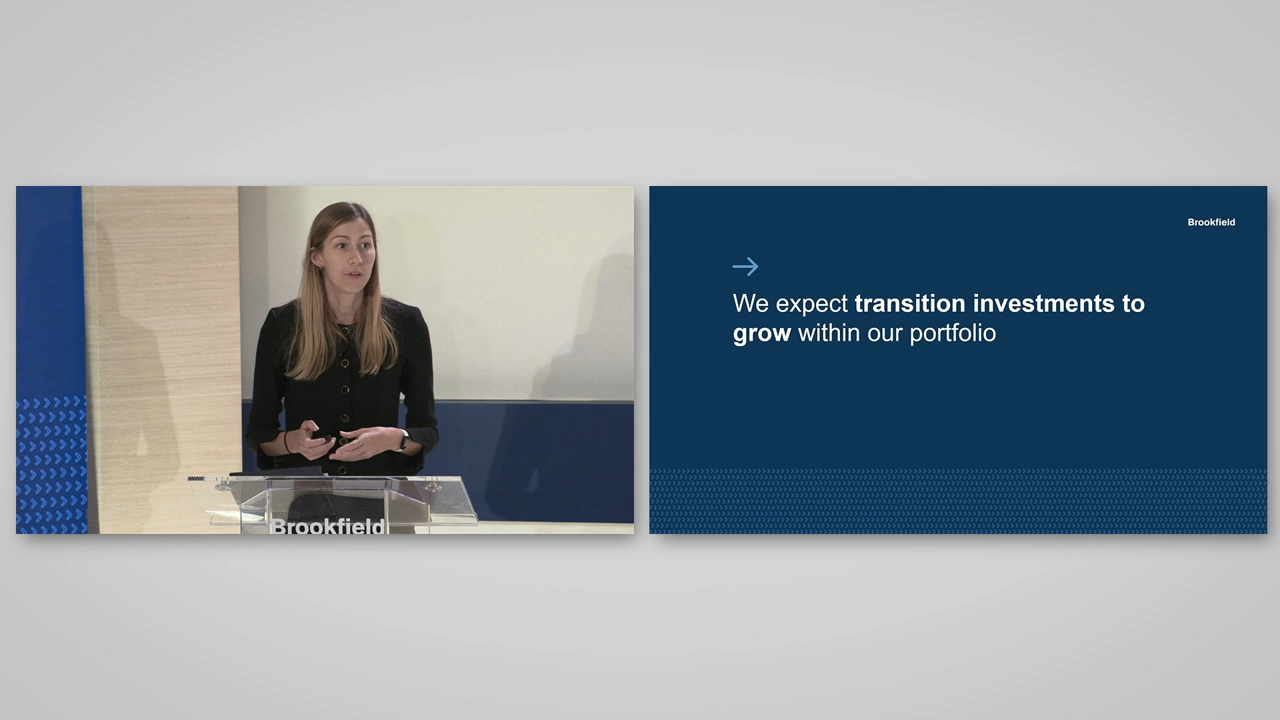 Brookfield
Brookfield
We expect transition investments to
grow within our portfolio